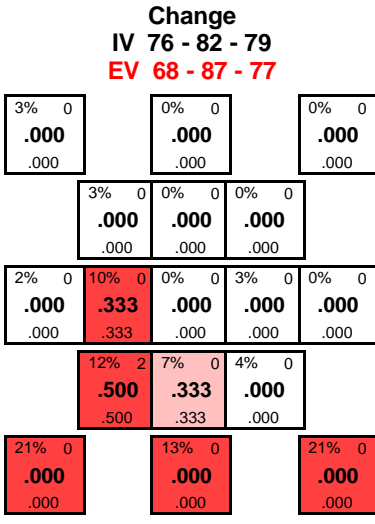 Change
IV 76 - 82 - 79
EV 68 - 87 - 77
3% 0 0% 0 0% 0
.000 .000 .000
.000 .000 .000
3% 0 0% 0 0% 0
.000 .000 .000
.000 .000 .000
2% 0 10% 0 0% 0 3% 0 0% 0
.000 .333 .000 .000 .000
.000 .333 .000 .000 .000
12% 2 7% 0 4% 0
.500 .333 .000
.500 .333 .000
21% 0 13% 0 21% 0
.000 .000 .000
.000 .000 .000